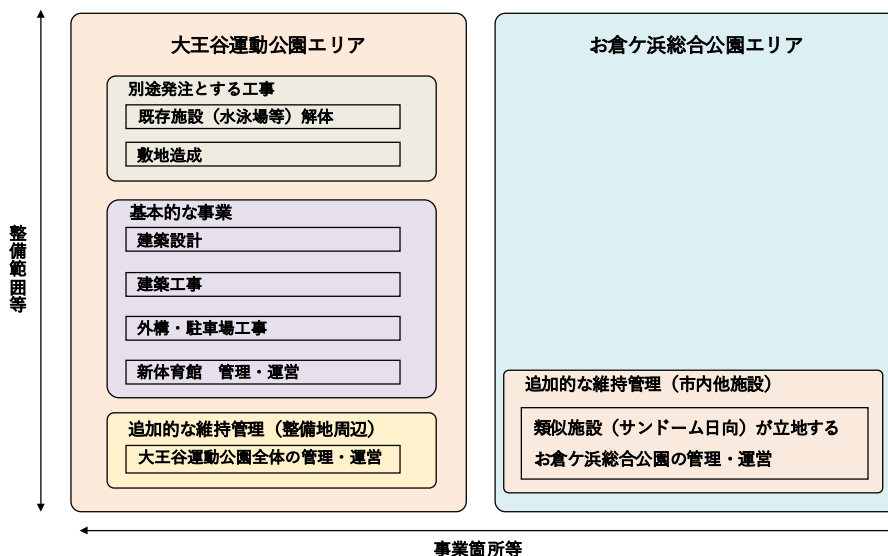 大王谷運動公園エリア
別途発注とする工事
既存施設（水泳場等）解体
敷地造成
基本的な事業
建築設計
建築工事
外構・駐車場工事
新体育館　管理・運営
追加的な維持管理（整備地周辺）
大王谷運動公園全体の管理・運営
お倉ケ浜総合公園エリア
追加的な維持管理（市内他施設）
類似施設（サンドーム日向）が立地する
お倉ケ浜総合公園の管理・運営
整備範囲等
事業箇所等